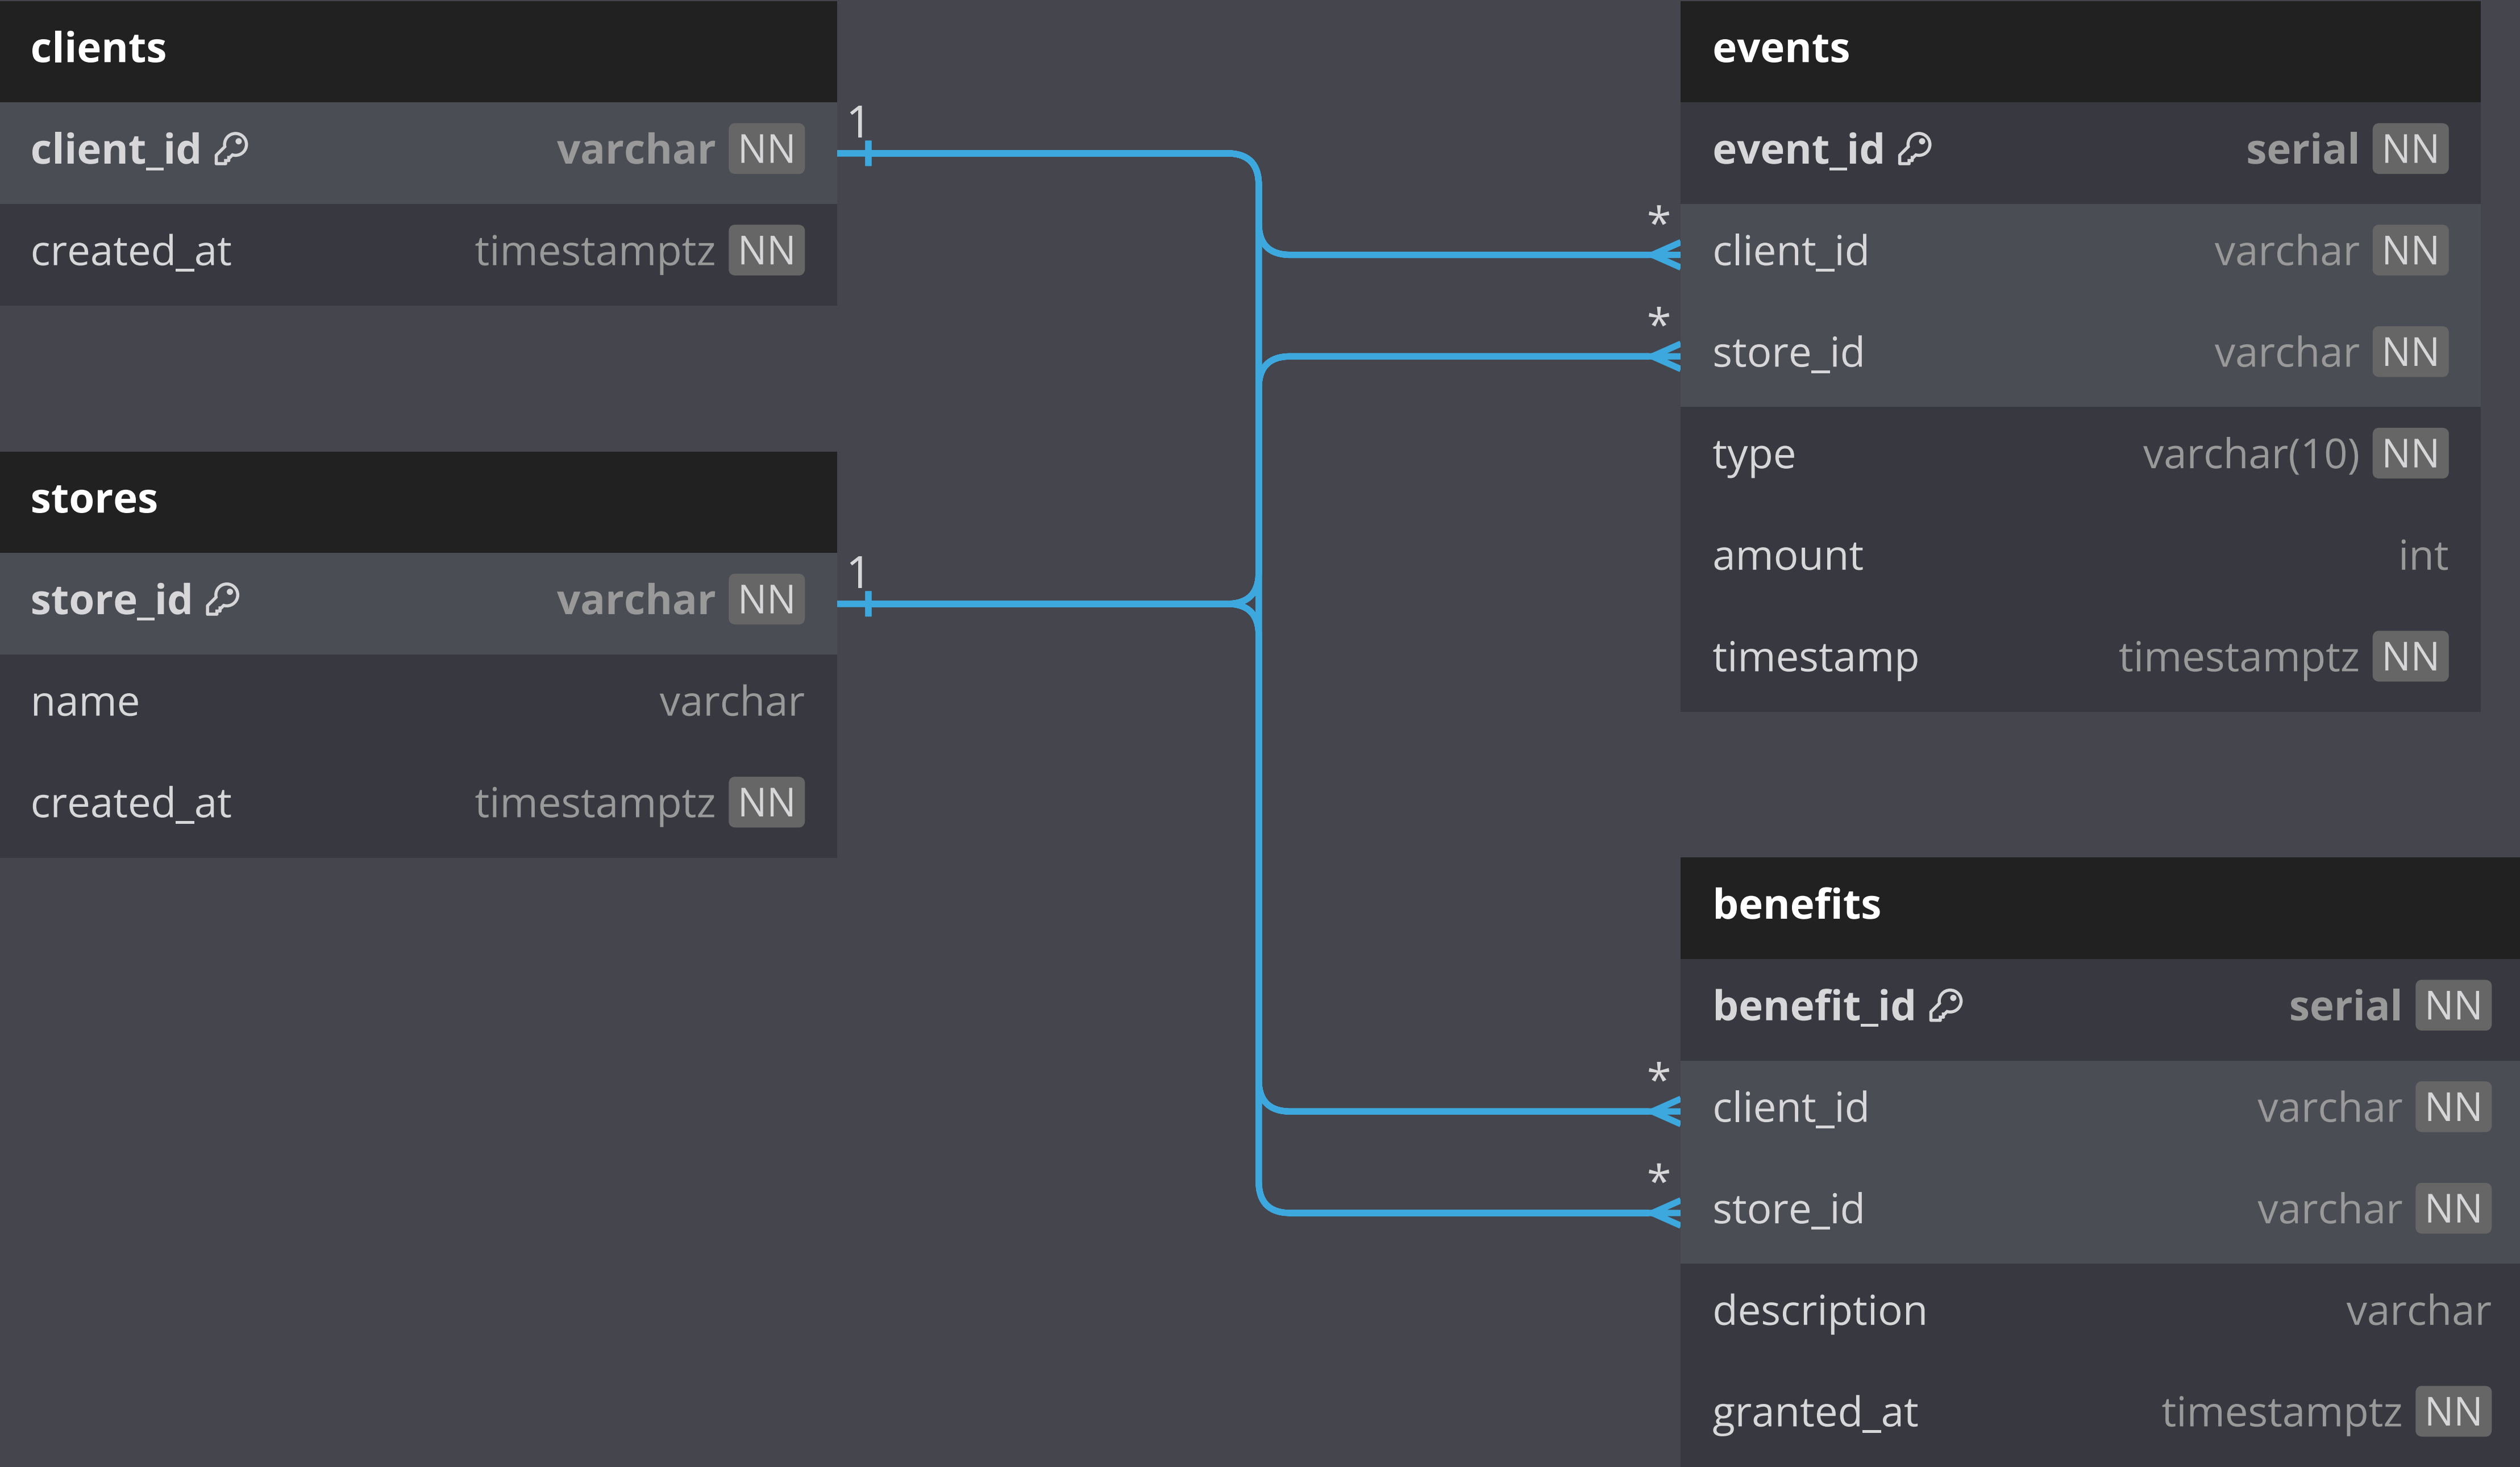 clients
client_id varchar NN
created_at timestamptz NN
stores
store_id varchar NN
name varchar
created_at timestamptz NN
1
1
events
event_id serial NN
*
client_id varchar NN
*
store_id varchar NN
type varchar(10) NN
amount int
timestamp timestamptz NN
benefits
benefit_id serial NN
*
client_id varchar NN
*
store_id varchar NN
description varchar
granted_at timestamptz NN